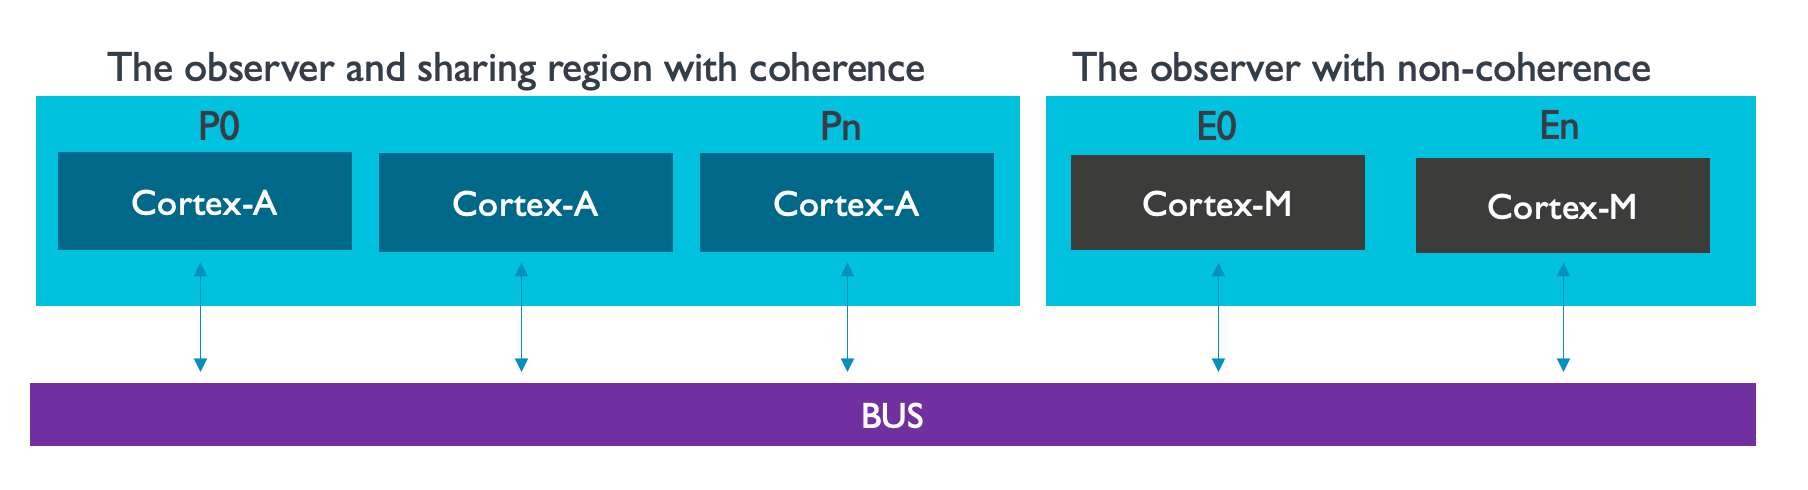 The observer and sharing region with coherence
P0
Pn
Cortex-A
Cortex-A
Cortex-A
The observer with non-coherence
E0
En
Cortex-M
Cortex-M
BUS